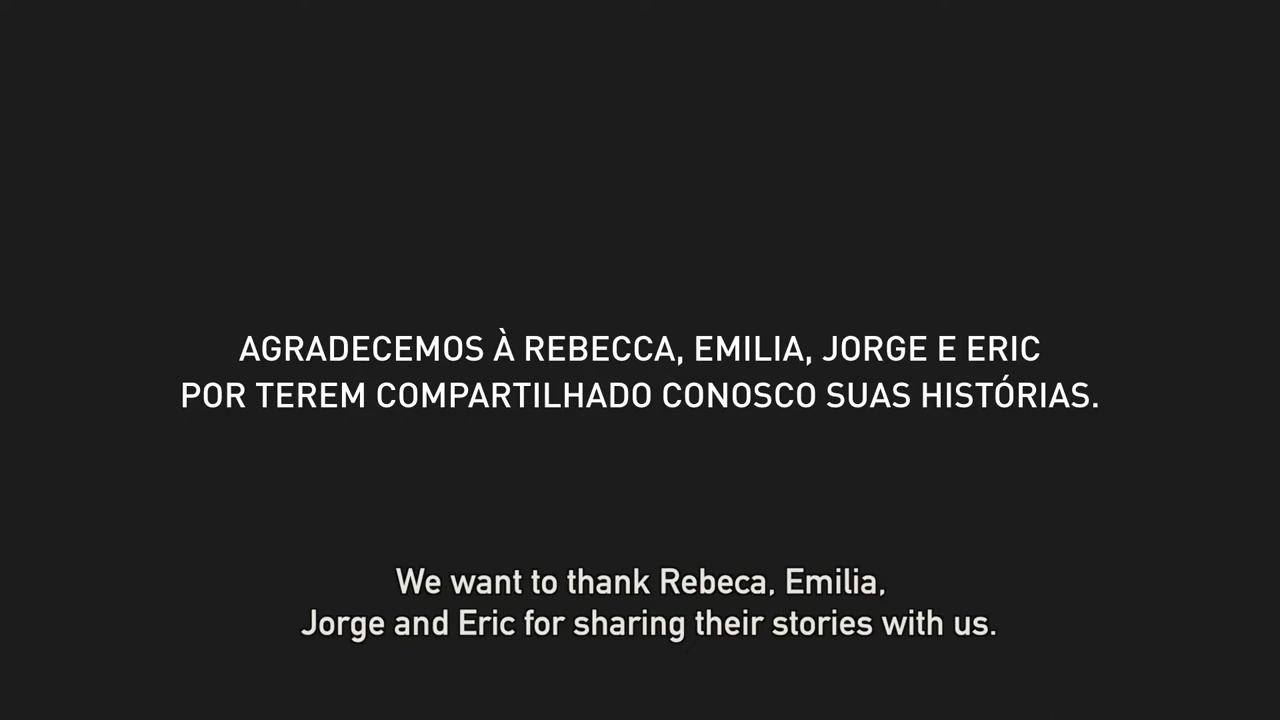 AGRADECEMOS À REBECCA, EMILIA, JORGE E ERIC
POR TEREM COMPARTILHADO CONOSCO SUAS HISTÓRIAS.
We want to thank Rebeca, Emilia,
Jorge and Eric for sharing their stories with us.